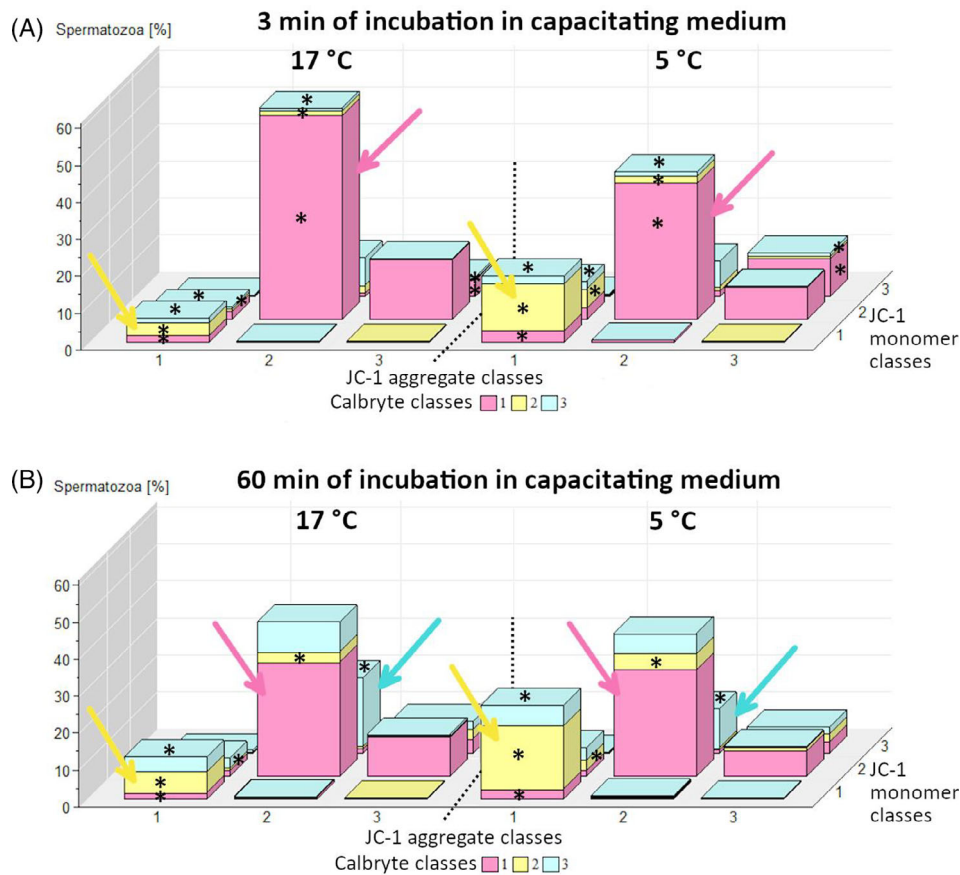 (A) Spermatozoa [%] 3 min of incubation in capacitating medium
17 °C 5 °C
60
50
40
30
20
10
0
* * * * * * * * * * * * * * * * * * * * *
3
2
1
JC-1
monomer
classes
1 2 3 1 2 3
JC-1 aggregate classes
Calbryte classes 1 2 3
(B) Spermatozoa [%] 60 min of incubation in capacitating medium
17 °C 5 °C
60
50
40
30
20
10
0
* * * * * * * * * * * *
3
2
1
JC-1
monomer
classes
1 2 3 1 2 3
JC-1 aggregate classes
Calbryte classes 1 2 3